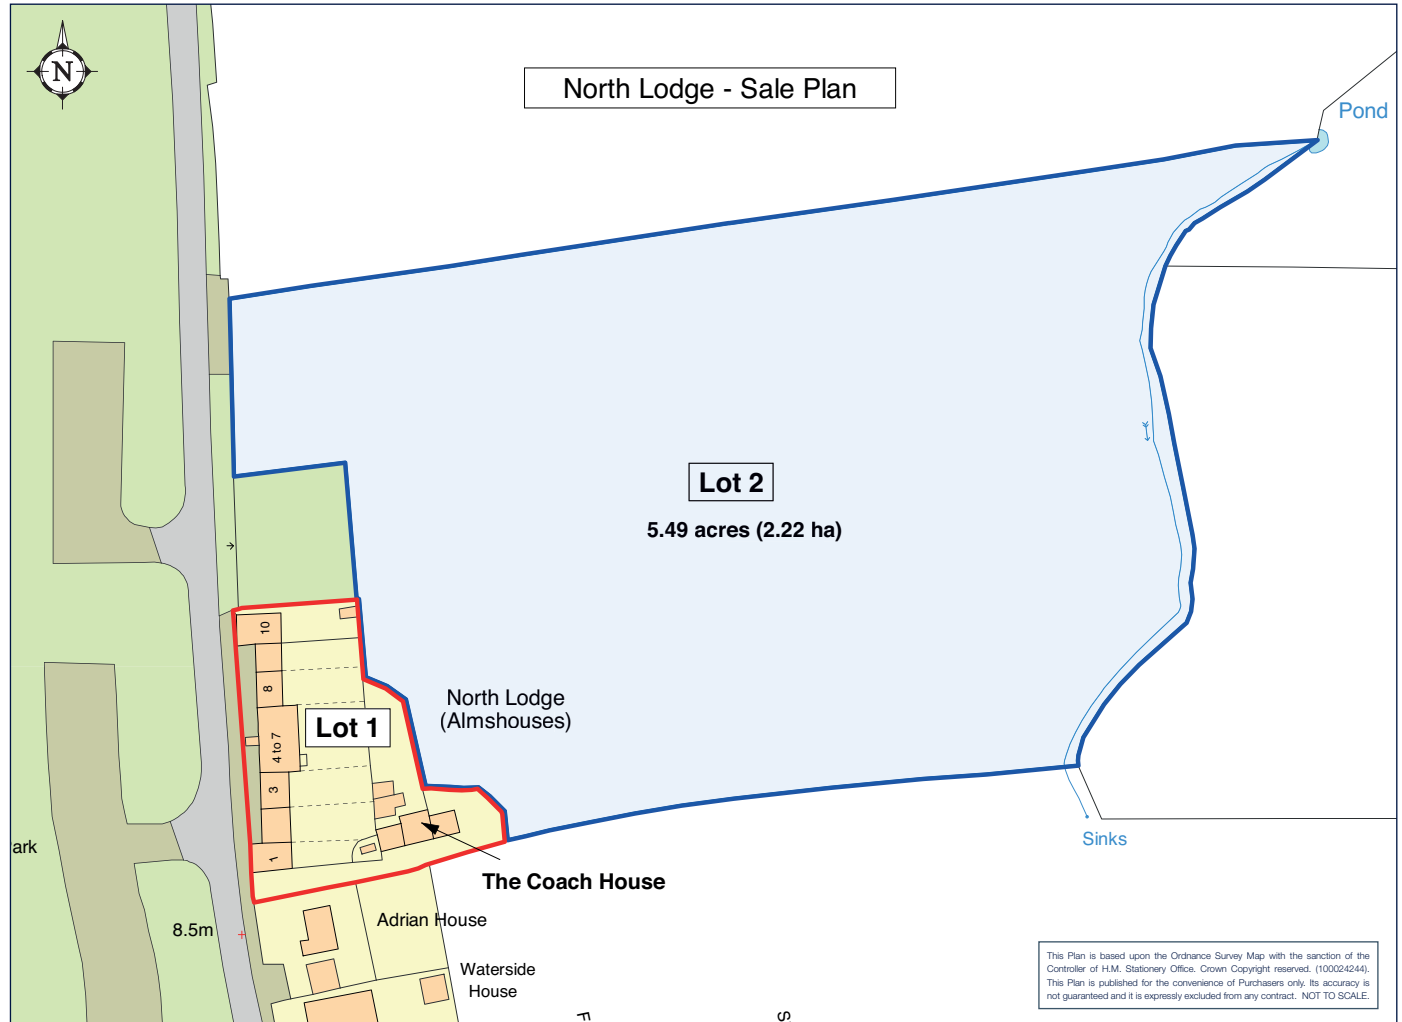 N
North Lodge - Sale Plan
Pond
Lot 2
5.49 acres (2.22 ha)
10
8
North Lodge
(Almshouses)
Lot 1
4 to 7
3
1
ark
Sinks
The Coach House
Adrian House
8.5m
Waterside
House
This Plan is based upon the Ordnance Survey Map with the sanction of the
Controller of H.M. Stationery Office. Crown Copyright reserved. (100024244).
This Plan is published for the convenience of Purchasers only. Its accuracy is
not guaranteed and it is expressly excluded from any contract. NOT TO SCALE.
F
S